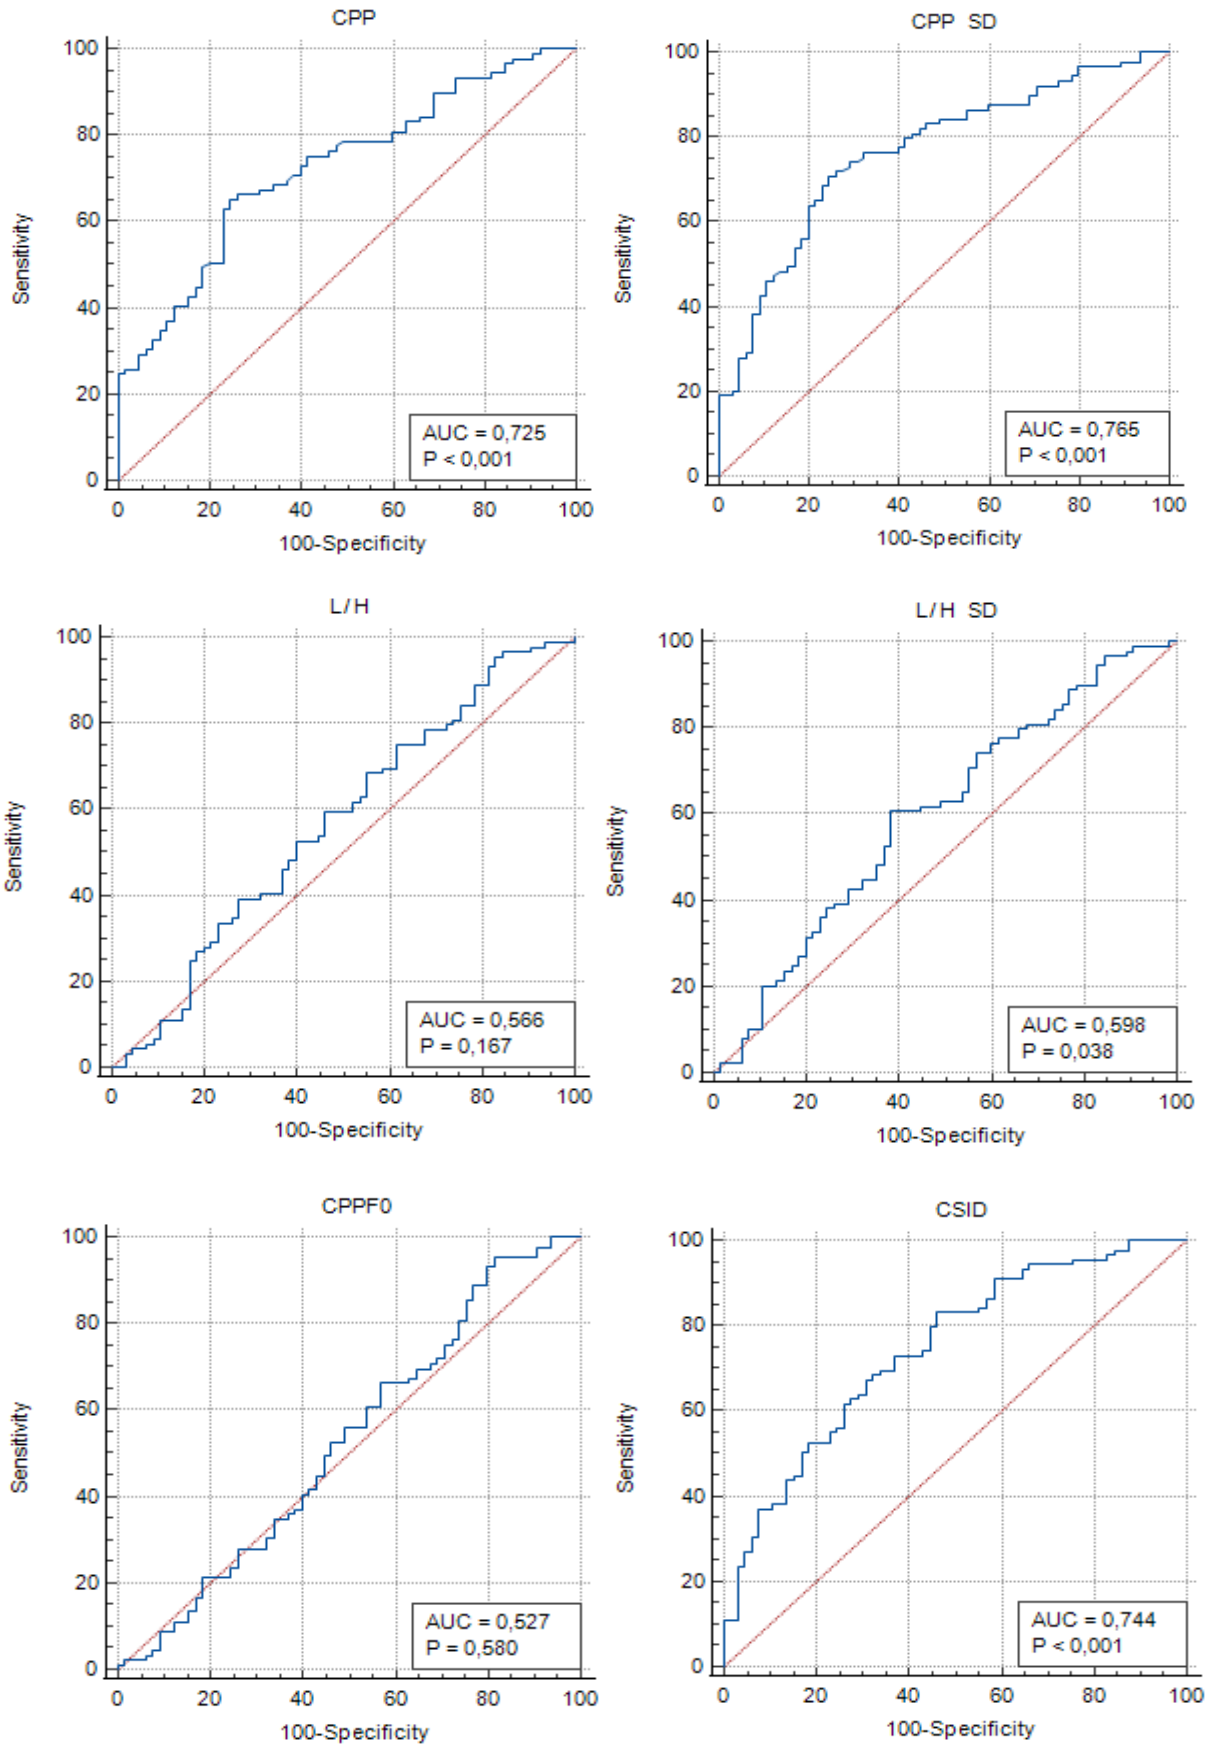 CPP
100
80
60
40
20
0
Sensitivity
AUC = 0,725
P < 0,001
0 20 40 60 80 100
100-Specificity
CPP SD
100
80
60
40
20
0
Sensitivity
AUC = 0,765
P < 0,001
0 20 40 60 80 100
100-Specificity
L/H
100
80
60
40
20
0
Sensitivity
AUC = 0,566
P = 0,167
0 20 40 60 80 100
100-Specificity
L/H SD
100
80
60
40
20
0
Sensitivity
AUC = 0,598
P = 0,038
0 20 40 60 80 100
100-Specificity
CPPF0
100
80
60
40
20
0
Sensitivity
AUC = 0,527
P = 0,580
0 20 40 60 80 100
100-Specificity
CSID
100
80
60
40
20
0
Sensitivity
AUC = 0,744
P < 0,001
0 20 40 60 80 100
100-Specificity